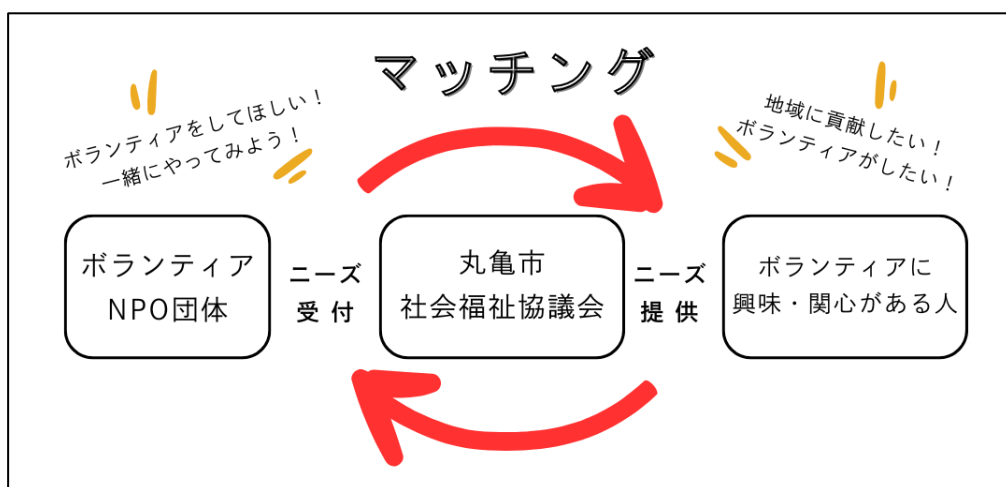 マッチング
ボランティアをしてほしい！
一緒にやってみよう！
地域に貢献したい！
ボランティアがしたい！
ボランティア
NPO団体
ニーズ
受付
丸亀市
社会福祉協議会
ニーズ
提供
ボランティアに
興味・関心がある人